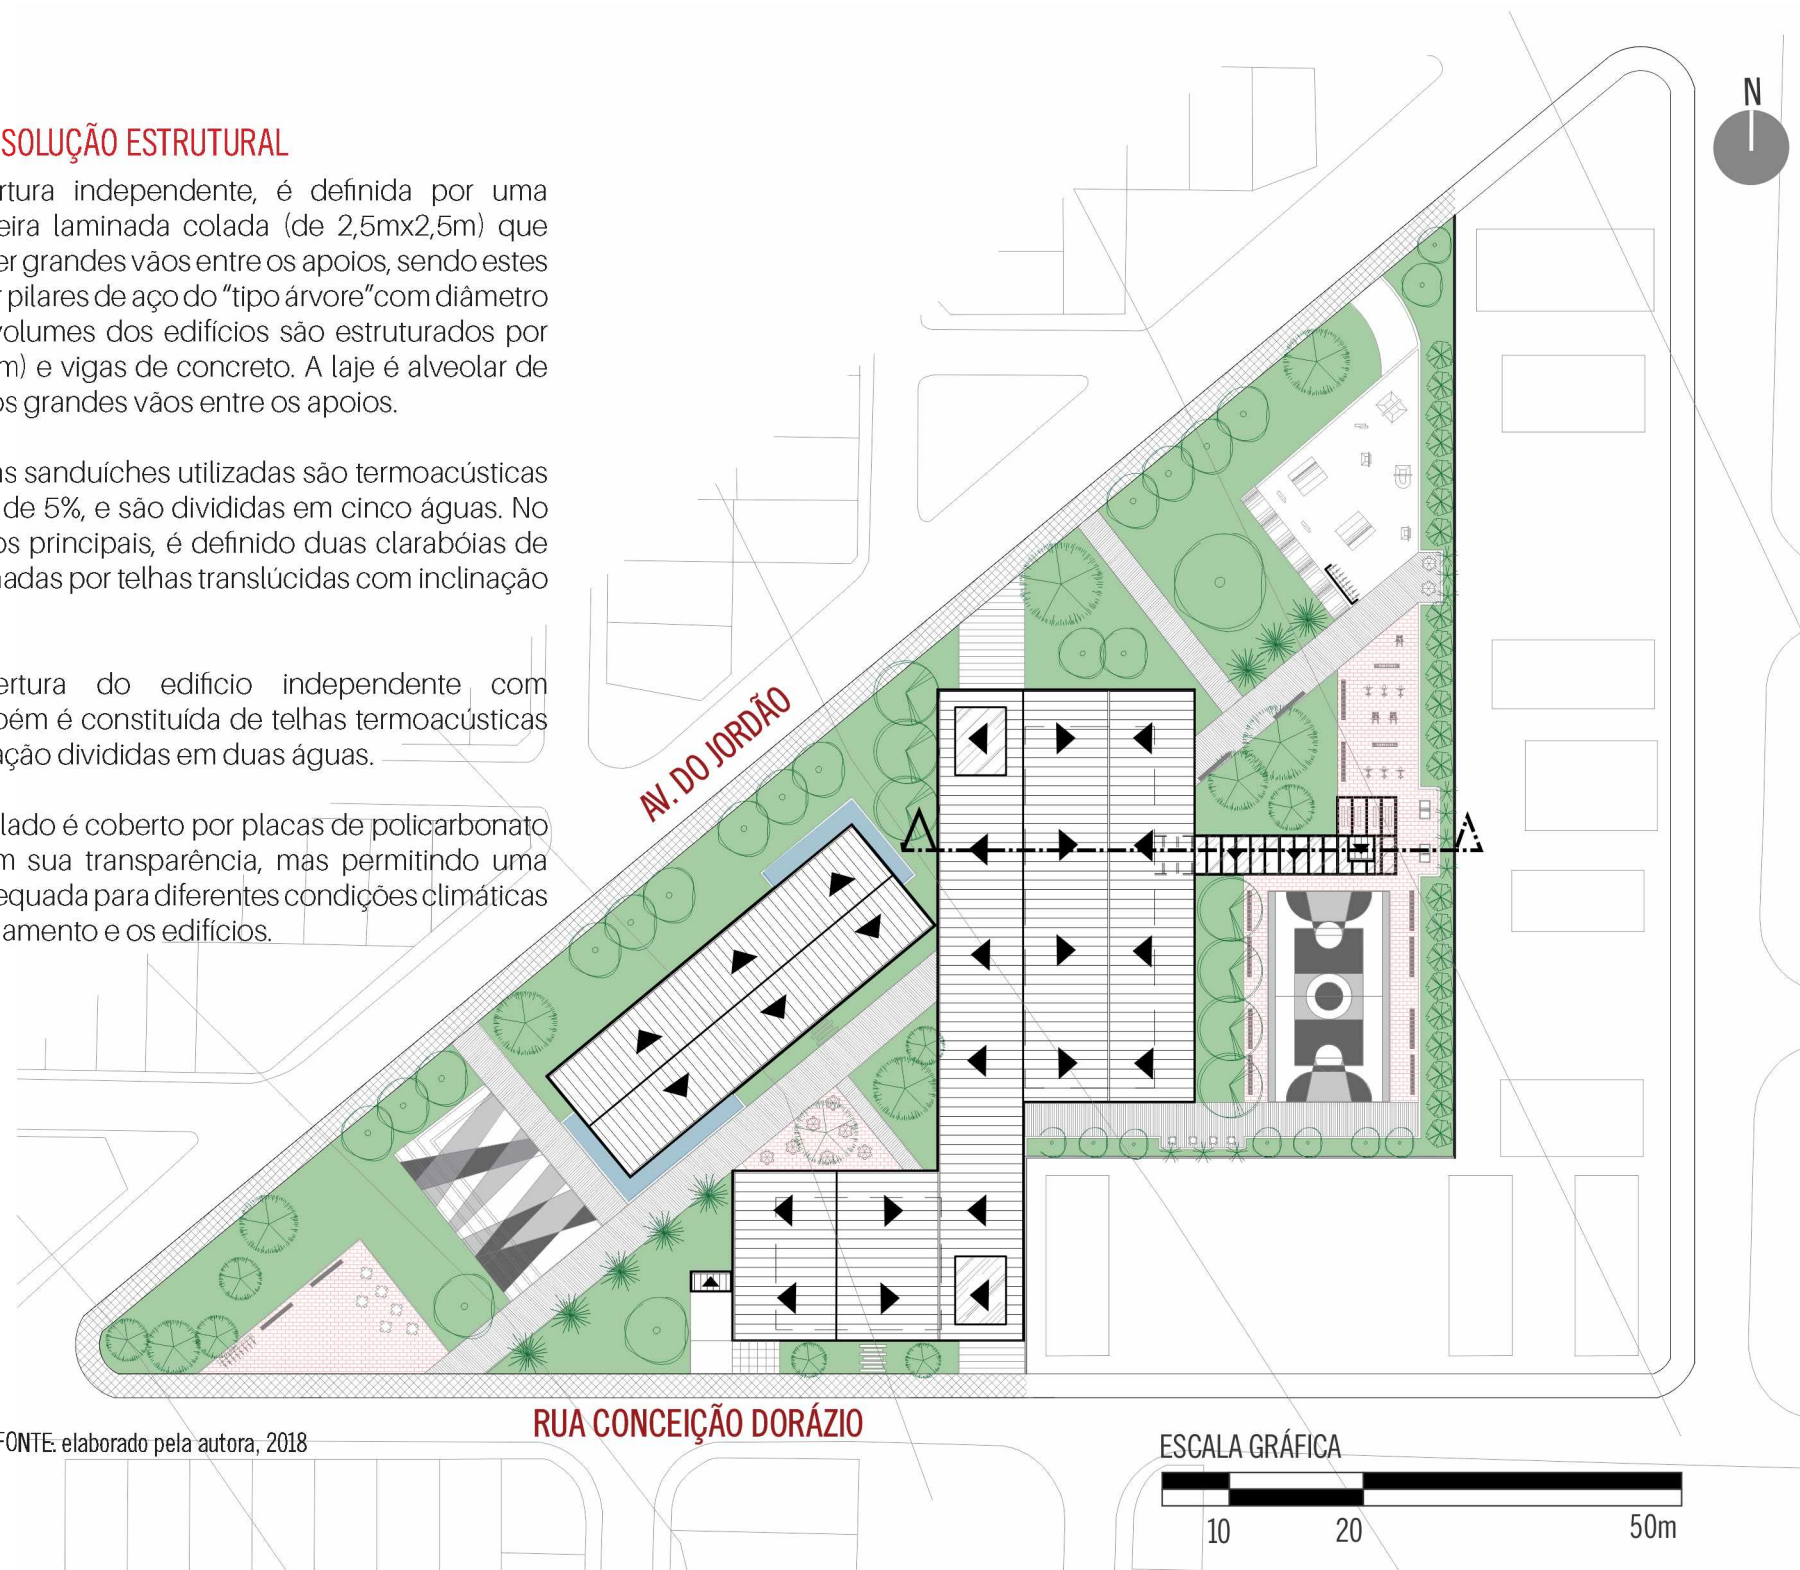 SOLUÇÃO ESTRUTURAL
rtura independente, é definida por uma
eira laminada colada (de 2,5mx2,5m) que
er grandes vãos entre os apoios, sendo estes
r pilares de aço do “tipo árvore”com diâmetro
volumes dos edifícios são estruturados por
m) e vigas de concreto. A laje é alveolar de
os grandes vãos entre os apoios.
as sanduíches utilizadas são termoacústicas
de 5%, e são divididas em cinco águas. No
os principais, é definido duas clarabóias de
nadas por telhas translúcidas com inclinação
ertura do edificio independente com
bém é constituída de telhas termoacústicas
ação divididas em duas águas.
lado é coberto por placas de policarbonato
m sua transparência, mas permitindo uma
equada para diferentes condições climáticas
amento e os edifícios.
N
AV. DO JORDÃO
RUA CONCEIÇÃO DORÁZIO
FONTE: elaborado pela autora, 2018
ESCALA GRÁFICA
10 20 50m